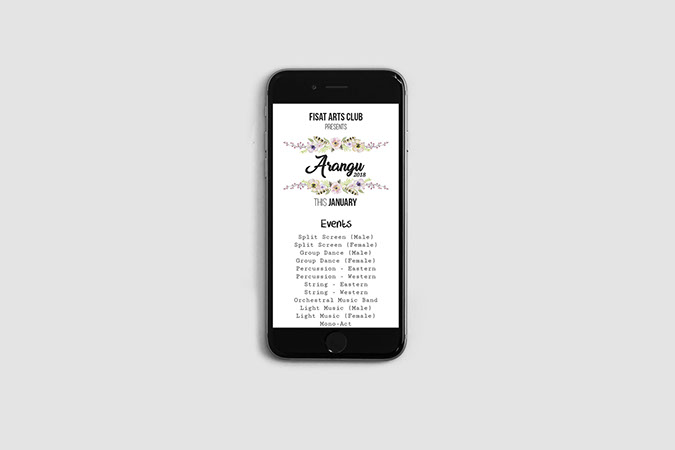 FISAT ARTS CLUB
PRESENTS
Arangu
2018
THIS JANUARY
Events
Split Screen (Male)
Split Screen (Female)
Group Dance (Male)
Group Dance (Female)
Percussion - Eastern
Percussion - Western
String - Eastern
String - Western
Orchestral Music Band
Light Music (Male)
Light Music (Female)
Mono-Act